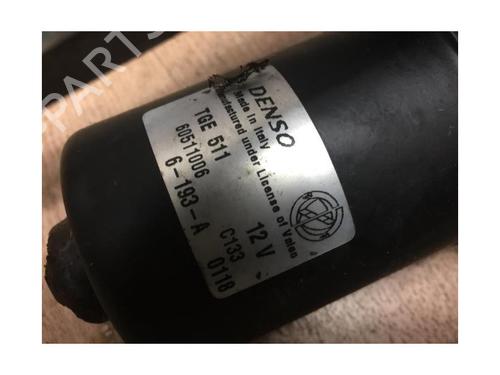 DENSO
Made in Italy
Manufactured under License of Valeo
TGE 511 12 V
60511006 C133
6-193-A 0118